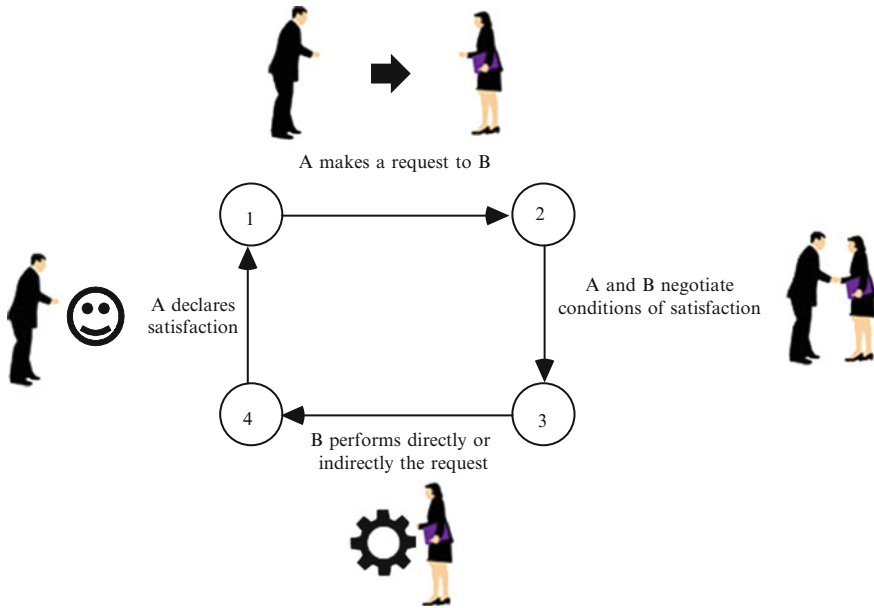 A makes a request to B
1
2
A and B negotiate
conditions of satisfaction
A declares
satisfaction
4
3
B performs directly or
indirectly the request